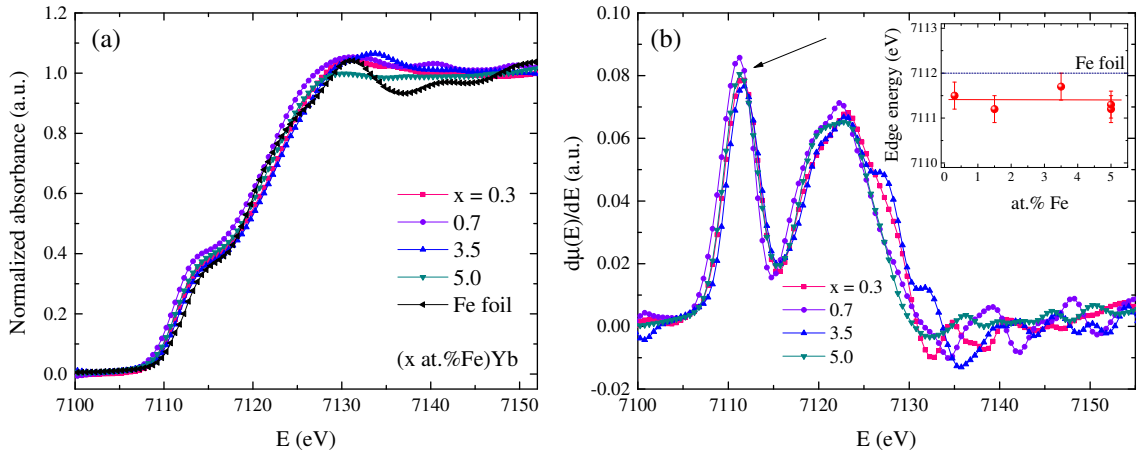 (a)
Normalized absorbance (a.u.)
1.2
1.0
0.8
0.6
0.4
0.2
0.0
x = 0.3
0.7
3.5
5.0
Fe foil
(x at.%Fe)Yb
7100 7110 7120 7130 7140 7150
E (eV)
(b)
dμ(E)/dE (a.u.)
0.10
0.08
0.06
0.04
0.02
0.00
-0.02
x = 0.3
0.7
3.5
5.0
7100 7110 7120 7130 7140 7150
E (eV)
Edge energy (eV)
7113
7112
7111
7110
Fe foil
0 1 2 3 4 5
at.% Fe